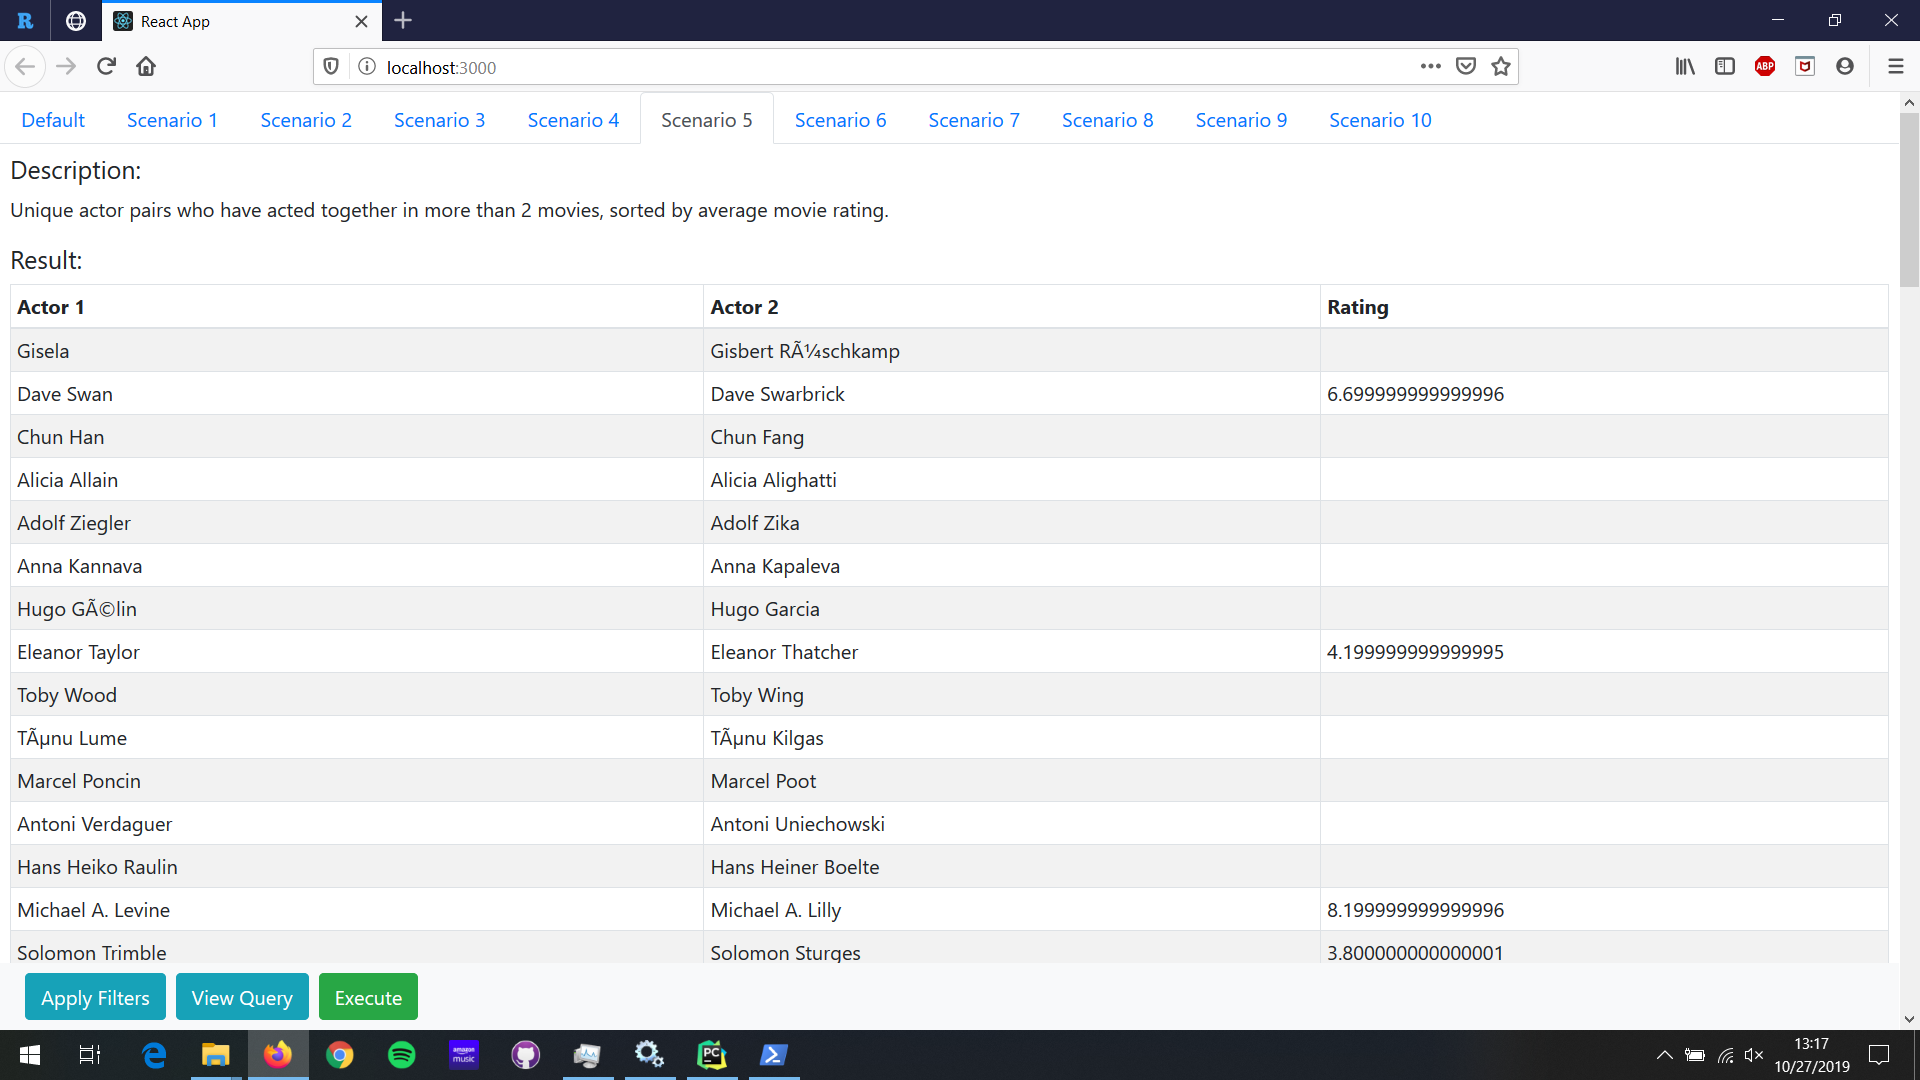 R React App
localhost:3000 ABP
Default Scenario 1 Scenario 2 Scenario 3 Scenario 4 Scenario 5 Scenario 6 Scenario 7 Scenario 8 Scenario 9 Scenario 10
Description:
Unique actor pairs who have acted together in more than 2 movies, sorted by average movie rating.
Result:
Actor 1 Actor 2 Rating
Gisela Gisbert RÃ¼schkamp
Dave Swan Dave Swarbrick 6.699999999999996
Chun Han Chun Fang
Alicia Allain Alicia Alighatti
Adolf Ziegler Adolf Zika
Anna Kannava Anna Kapaleva
Hugo GÃ©lin Hugo Garcia
Eleanor Taylor Eleanor Thatcher 4.199999999999995
Toby Wood Toby Wing
TÃµnu Lume TÃµnu Kilgas
Marcel Poncin Marcel Poot
Antoni Verdaguer Antoni Uniechowski
Hans Heiko Raulin Hans Heiner Boelte
Michael A. Levine Michael A. Lilly 8.199999999999996
Solomon Trimble Solomon Sturges 3.800000000000001
Apply Filters View Query Execute
amazon music PC 13:17
10/27/2019